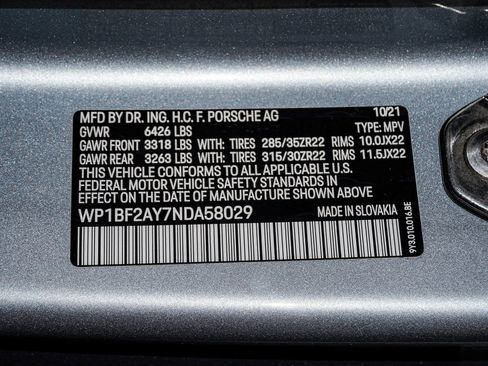 MFD BY DR. ING. H.C. F. PORSCHE AG 10/21
GVWR 6426 LBS TYPE: MPV
GAWR FRONT 3318 LBS WITH: TIRES 285/35ZR22 RIMS 10.0JX22
GAWR REAR 3263 LBS WITH: TIRES 315/30ZR22 RIMS 11.5JX22
THIS VEHICLE CONFORMS TO ALL APPLICABLE U.S.
FEDERAL MOTOR VEHICLE SAFETY STANDARDS IN
EFFECT ON THE DATE OF MANUFACTURE SHOWN ABOVE
WP1BF2AY7NDA58029 MADE IN SLOVAKIA
9Y3.010.016.BE